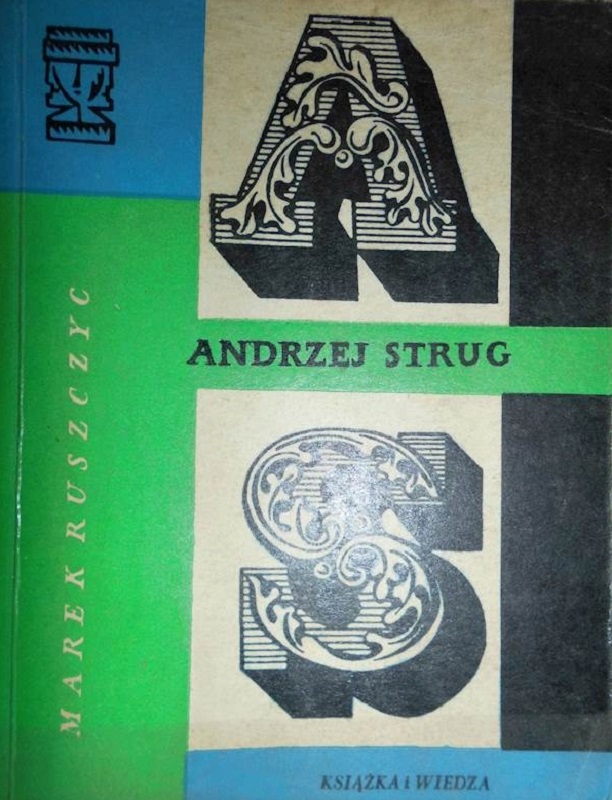 A
ANDRZEJ STRUG
S
MAREK RUSZCZYC
KSIĄŻKA i WIEDZA